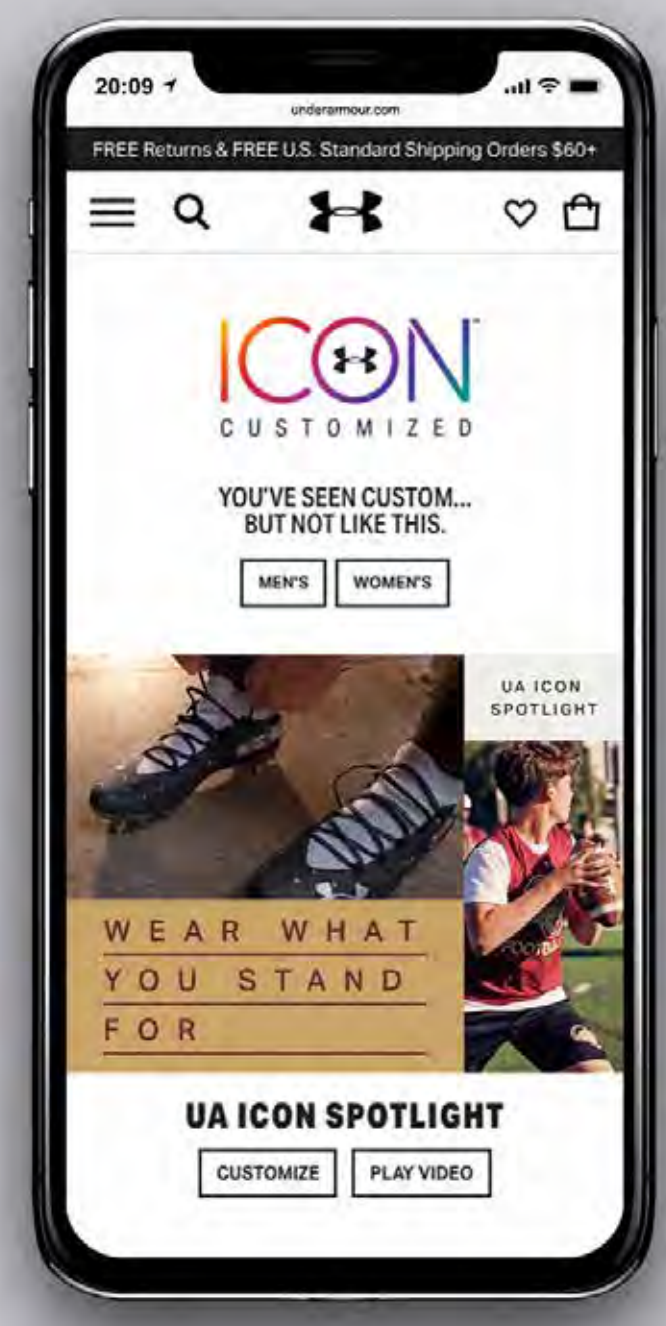 20:09
underarmour.com
FREE Returns & FREE U.S. Standard Shipping Orders $60+
ICON™
CUSTOMIZED
YOU'VE SEEN CUSTOM...
BUT NOT LIKE THIS.
MEN'S WOMEN'S
UA ICON
SPOTLIGHT
WEAR WHAT
YOU STAND
FOR
UA ICON SPOTLIGHT
CUSTOMIZE PLAY VIDEO